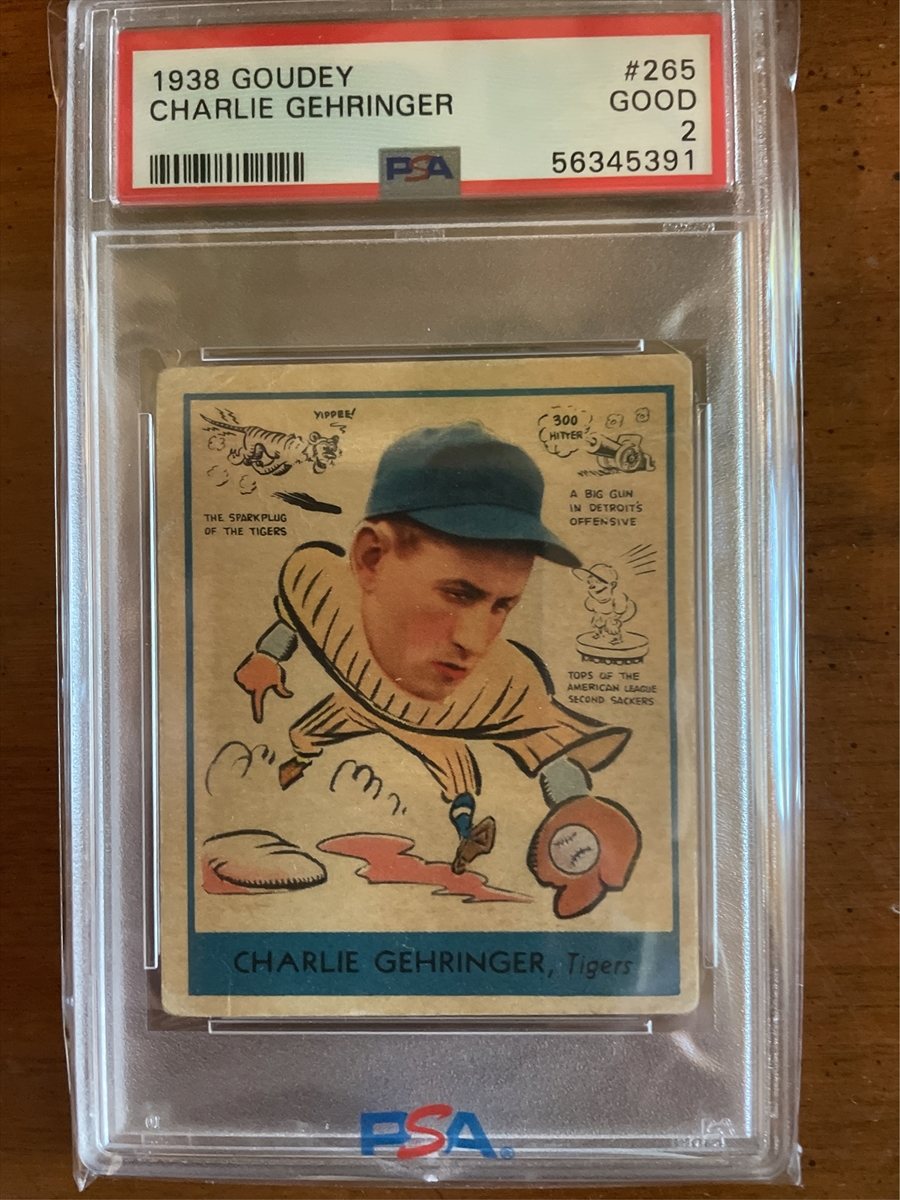 1938 GOUDEY
CHARLIE GEHRINGER
#265
GOOD
2
56345391
PSA
YIPPEE!
THE SPARKPLUG
OF THE TIGERS
300
HITTER
A BIG GUN
IN DETROIT'S
OFFENSIVE
TOPS OF THE
AMERICAN LEAGUE
SECOND SACKERS
CHARLIE GEHRINGER, Tigers
PSA®